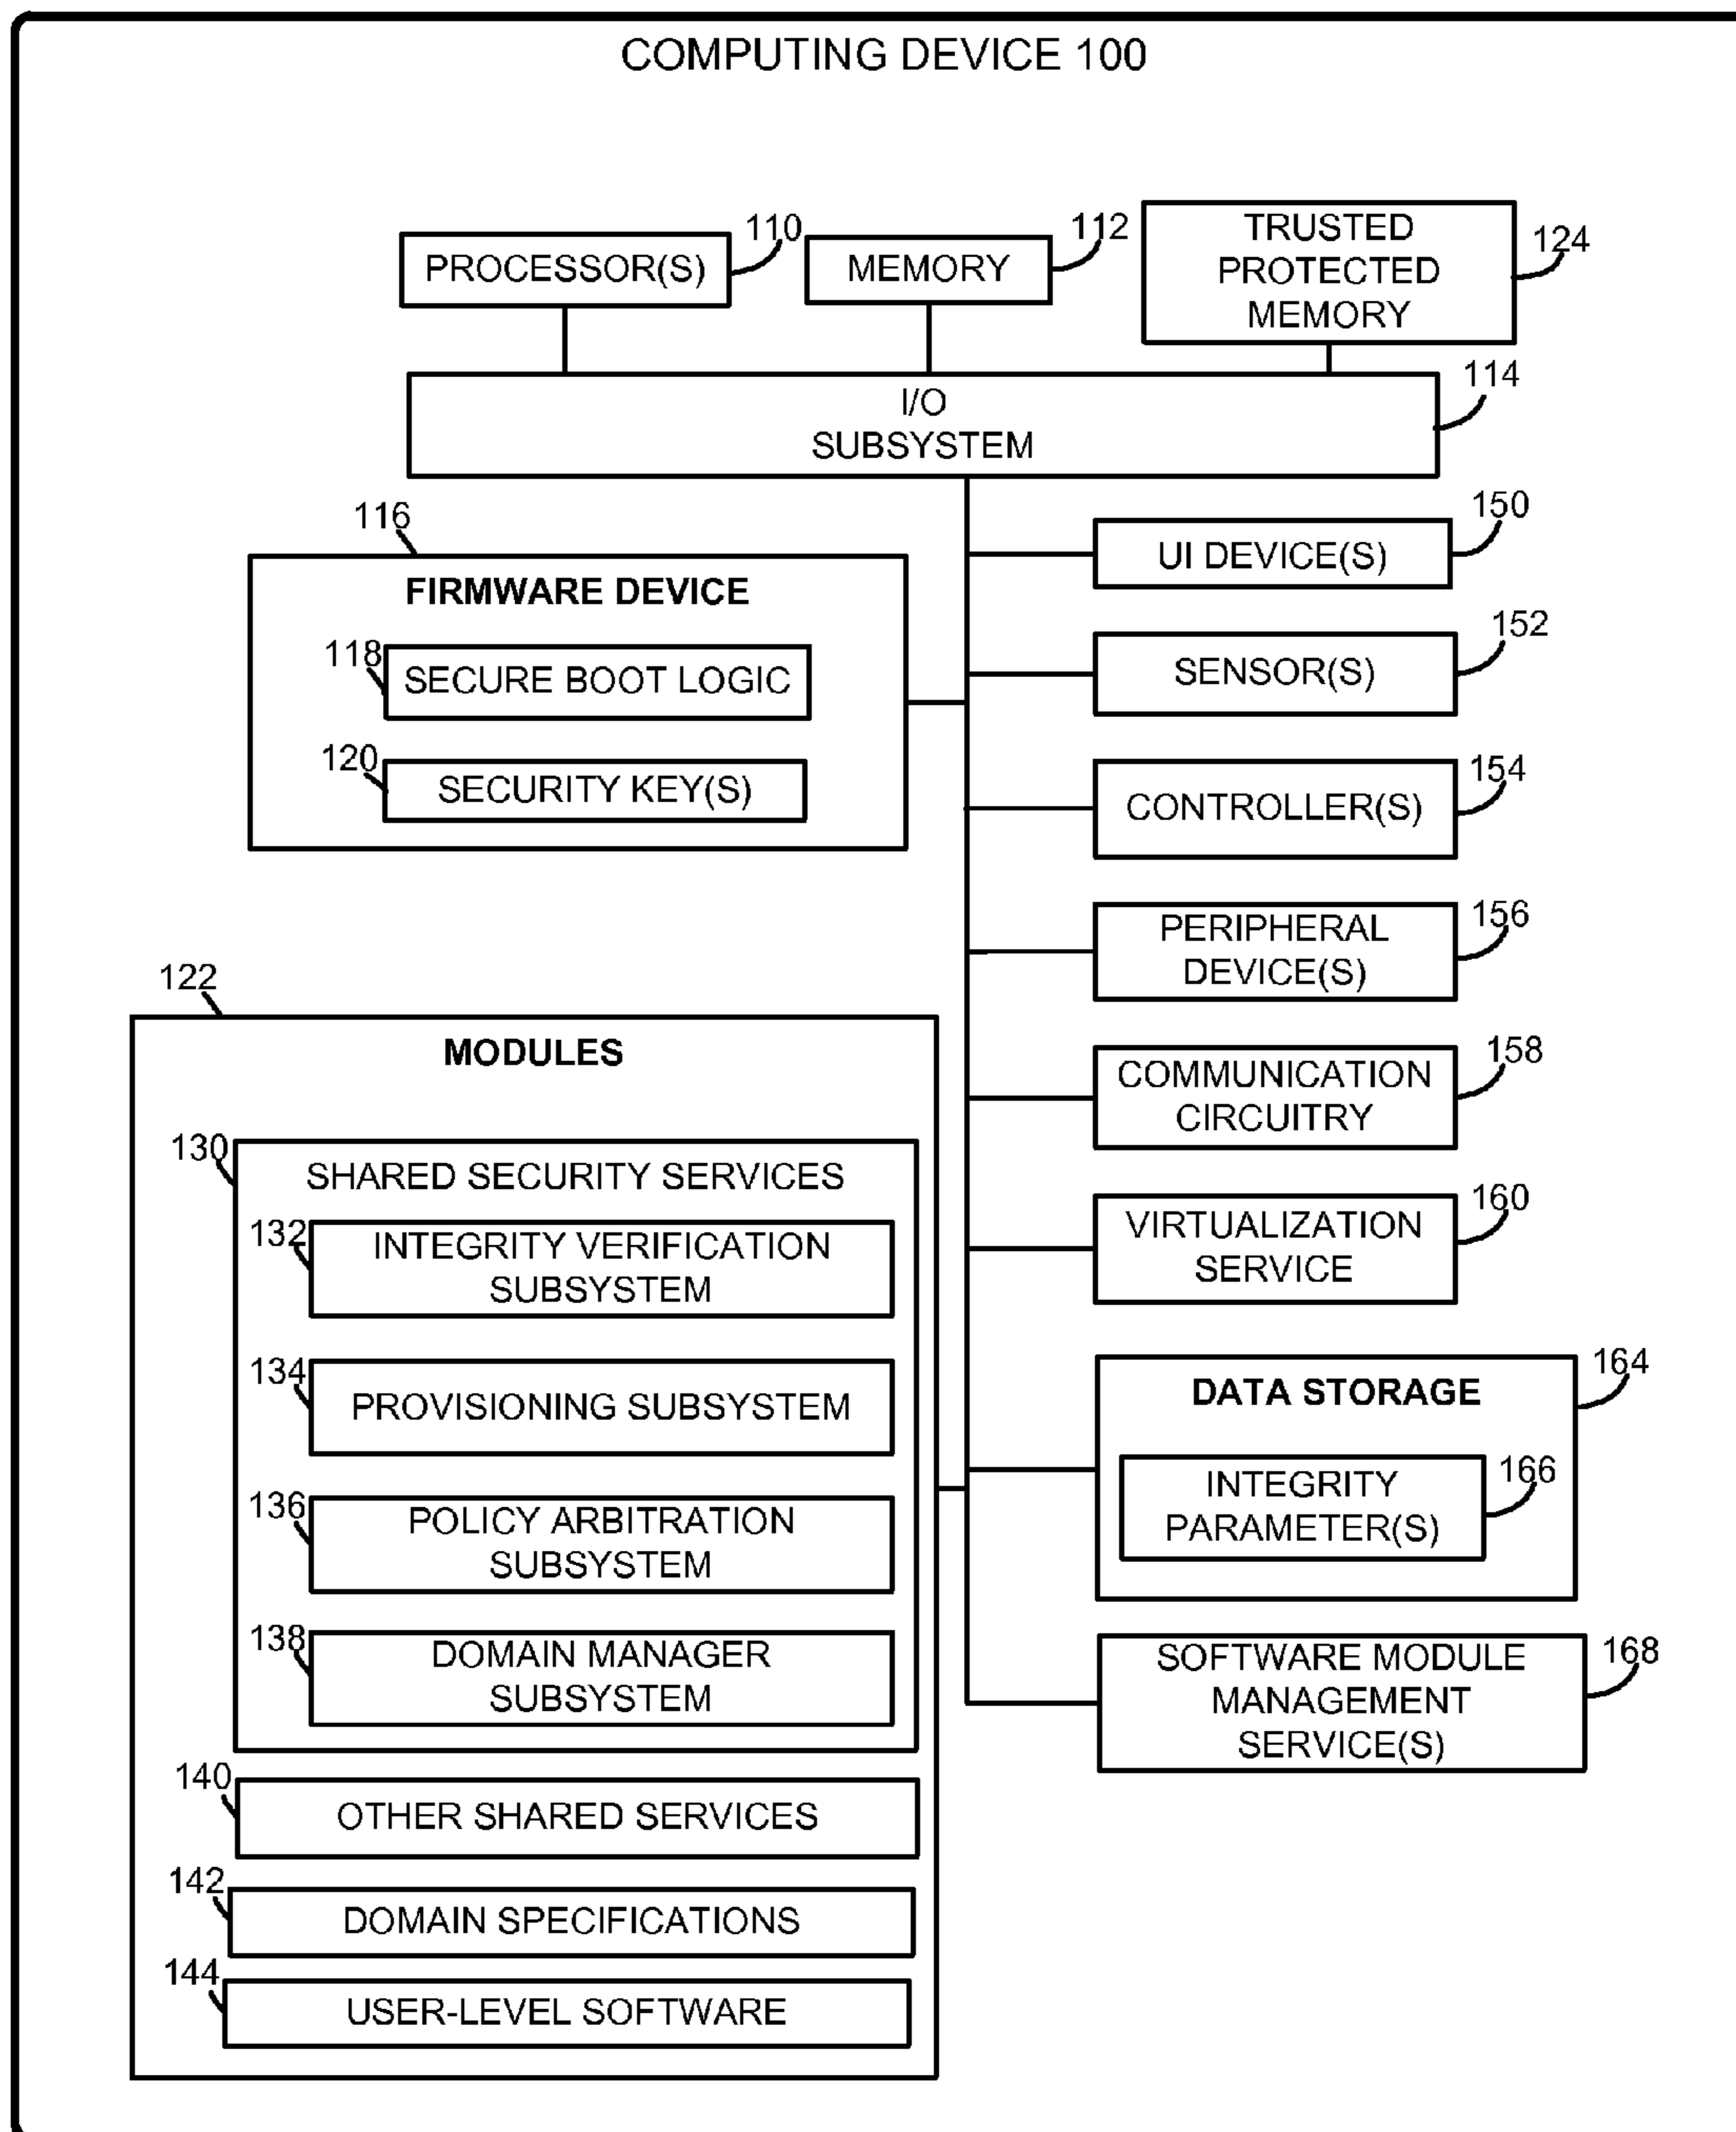 COMPUTING DEVICE 100
PROCESSOR(S)
110
MEMORY
112
TRUSTED
PROTECTED
MEMORY
124
I/O
SUBSYSTEM
114
116
FIRMWARE DEVICE
118
SECURE BOOT LOGIC
120
SECURITY KEY(S)
UI DEVICE(S)
150
SENSOR(S)
152
CONTROLLER(S)
154
PERIPHERAL
DEVICE(S)
156
COMMUNICATION
CIRCUITRY
158
VIRTUALIZATION
SERVICE
160
DATA STORAGE
164
INTEGRITY
PARAMETER(S)
166
SOFTWARE MODULE
MANAGEMENT
SERVICE(S)
168
122
MODULES
130
SHARED SECURITY SERVICES
132
INTEGRITY VERIFICATION
SUBSYSTEM
134
PROVISIONING SUBSYSTEM
136
POLICY ARBITRATION
SUBSYSTEM
138
DOMAIN MANAGER
SUBSYSTEM
140
OTHER SHARED SERVICES
142
DOMAIN SPECIFICATIONS
144
USER-LEVEL SOFTWARE